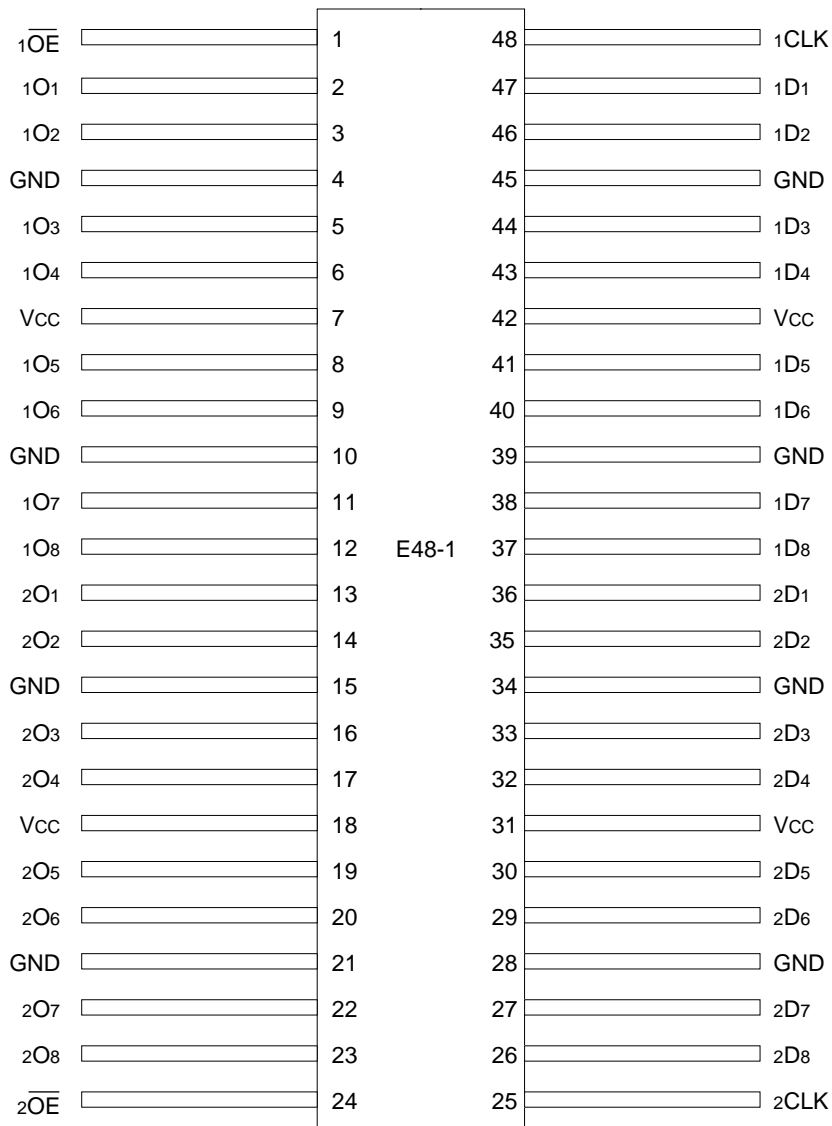 1OE 1 48 1CLK
1O1 2 47 1D1
1O2 3 46 1D2
GND 4 45 GND
1O3 5 44 1D3
1O4 6 43 1D4
VCC 7 42 VCC
1O5 8 41 1D5
1O6 9 40 1D6
GND 10 39 GND
1O7 11 38 1D7
1O8 12 E48-1 37 1D8
2O1 13 36 2D1
2O2 14 35 2D2
GND 15 34 GND
2O3 16 33 2D3
2O4 17 32 2D4
VCC 18 31 VCC
2O5 19 30 2D5
2O6 20 29 2D6
GND 21 28 GND
2O7 22 27 2D7
2O8 23 26 2D8
2OE 24 25 2CLK